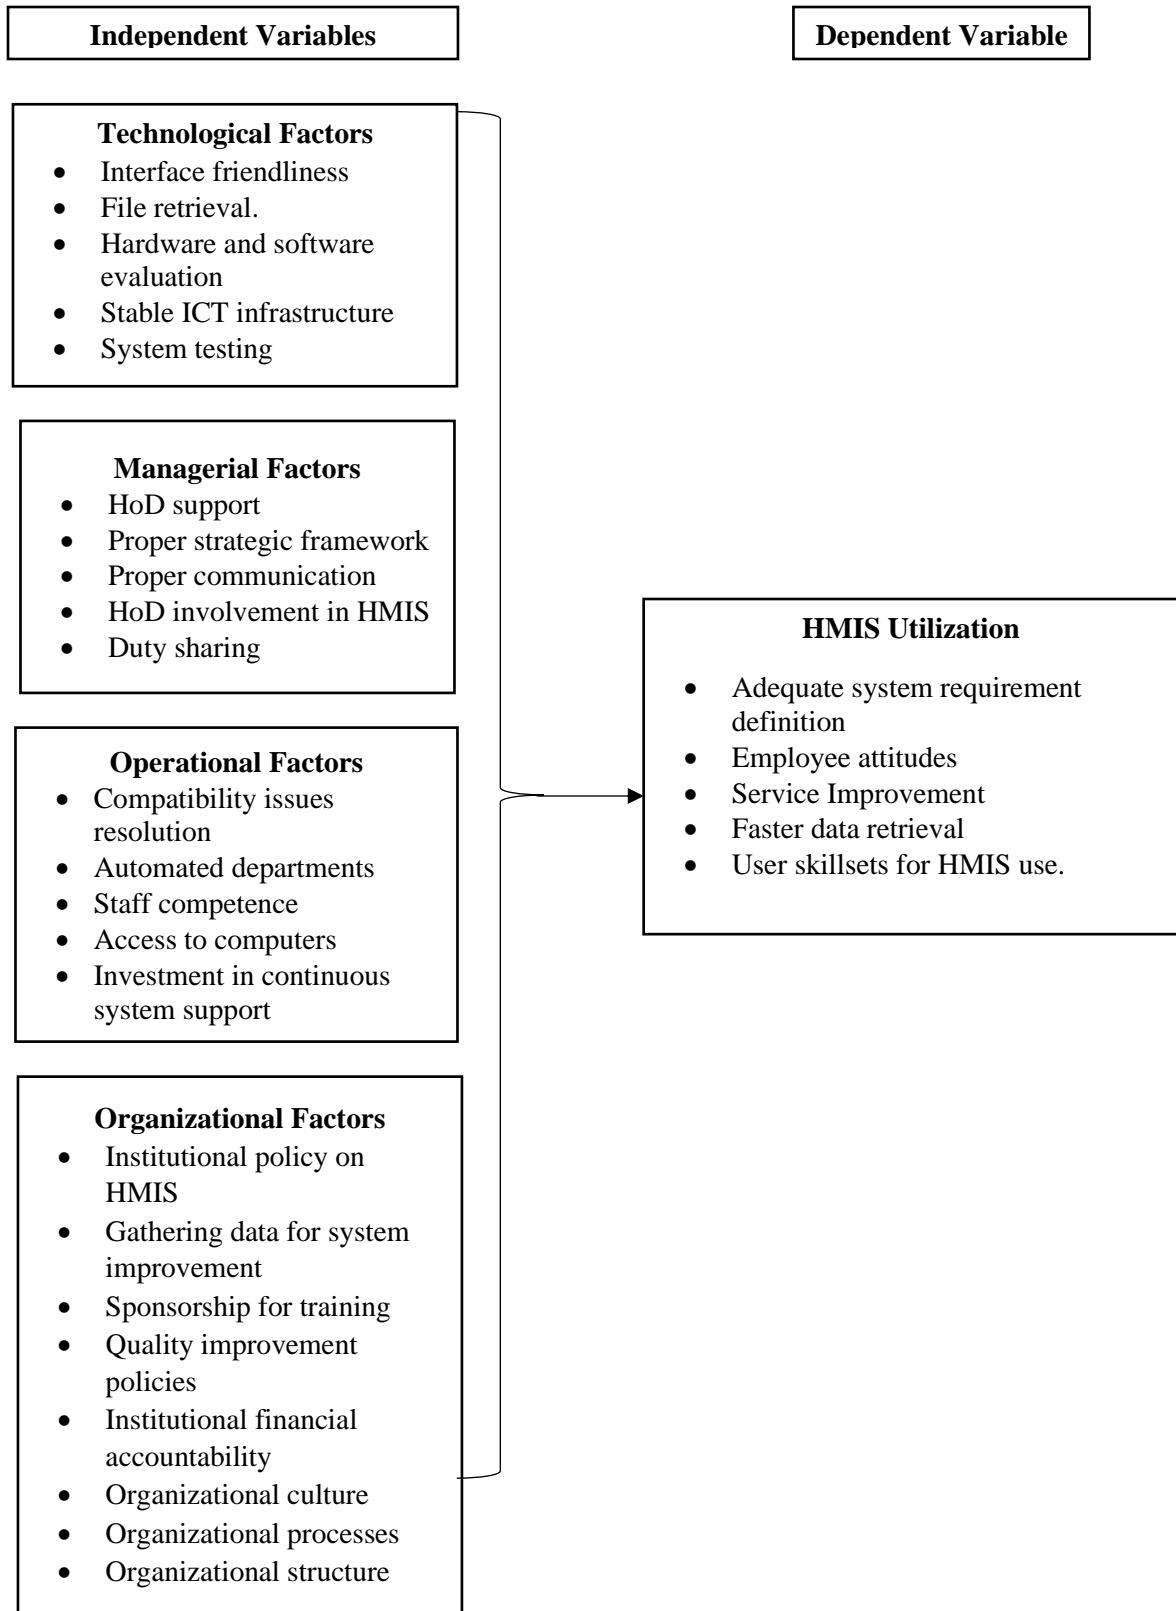 Independent Variables
Dependent Variable
Technological Factors
• Interface friendliness
• File retrieval.
• Hardware and software
evaluation
• Stable ICT infrastructure
• System testing
Managerial Factors
• HoD support
• Proper strategic framework
• Proper communication
• HoD involvement in HMIS
• Duty sharing
Operational Factors
• Compatibility issues
resolution
• Automated departments
• Staff competence
• Access to computers
• Investment in continuous
system support
Organizational Factors
• Institutional policy on
HMIS
• Gathering data for system
improvement
• Sponsorship for training
• Quality improvement
policies
• Institutional financial
accountability
• Organizational culture
• Organizational processes
• Organizational structure
HMIS Utilization
• Adequate system requirement
definition
• Employee attitudes
• Service Improvement
• Faster data retrieval
• User skillsets for HMIS use.